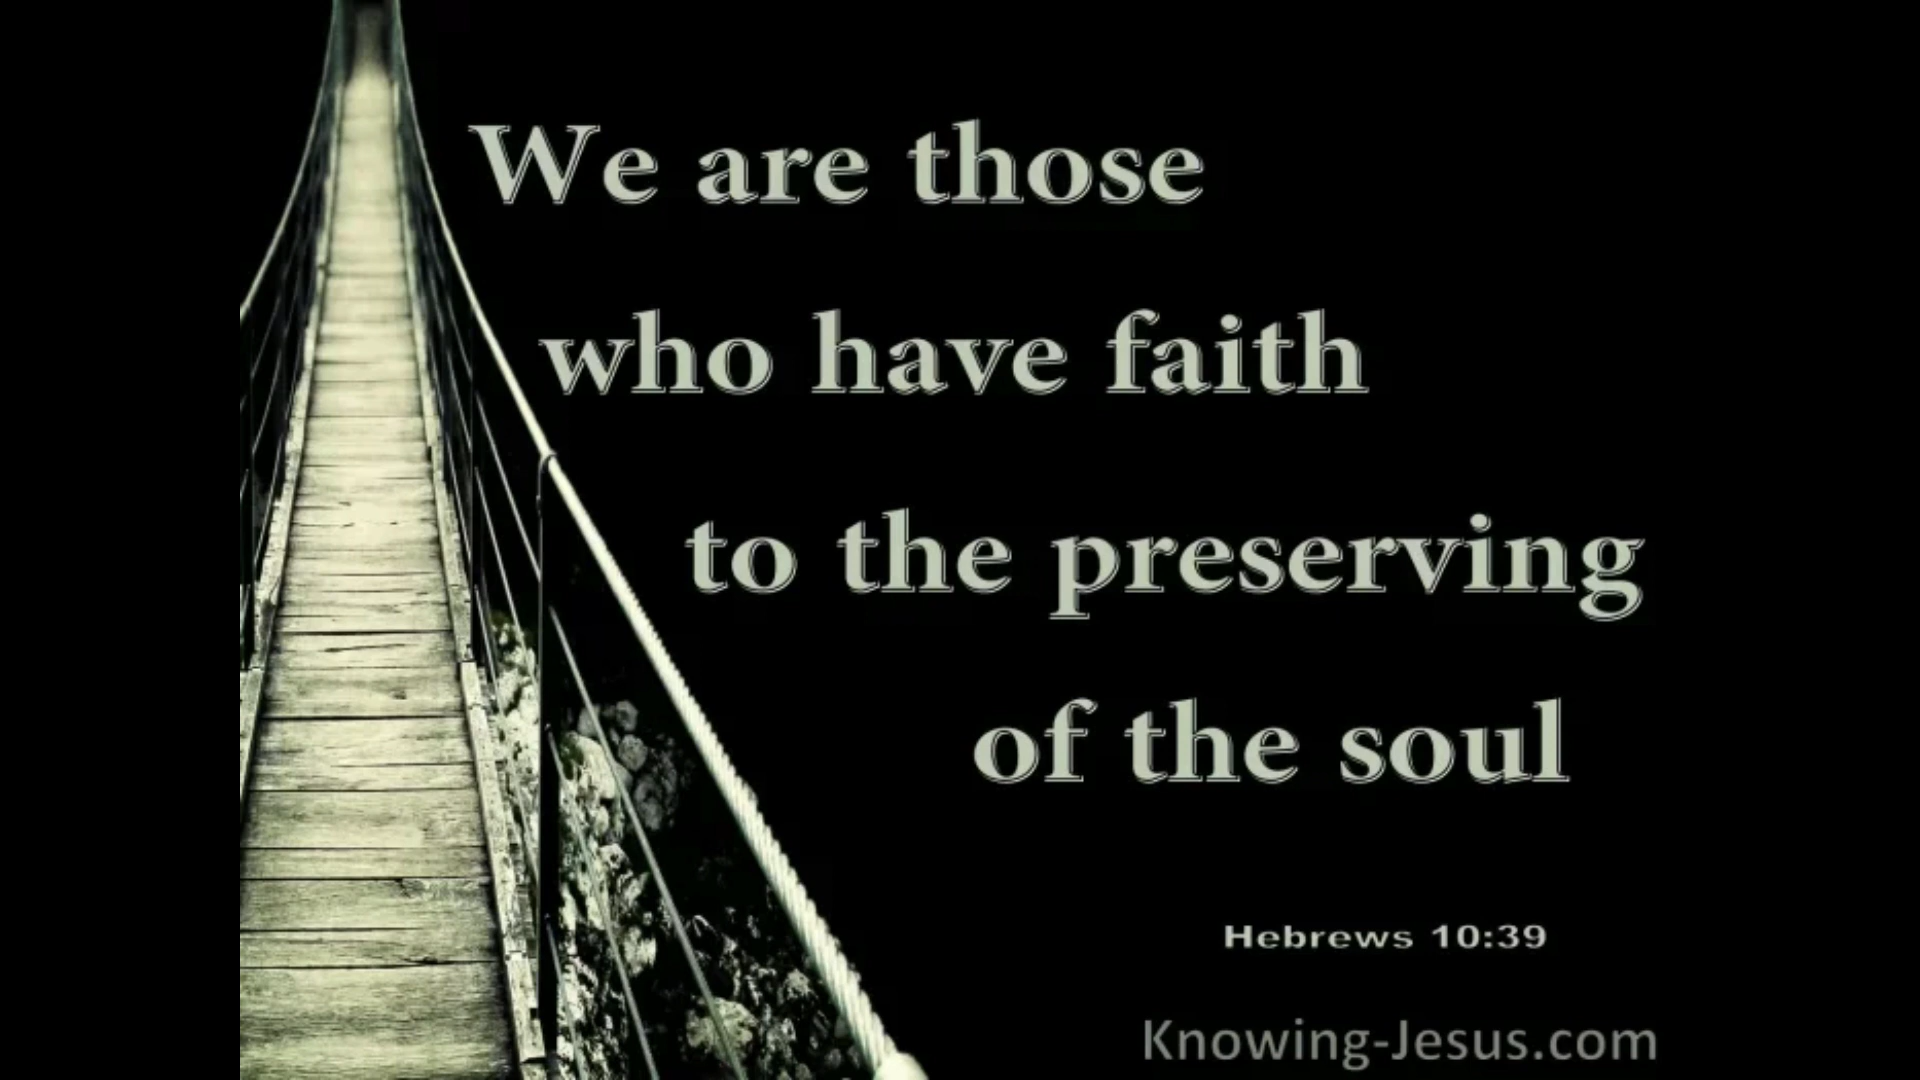 We are those
who have faith
to the preserving
of the soul
Hebrews 10:39
Knowing-Jesus.com